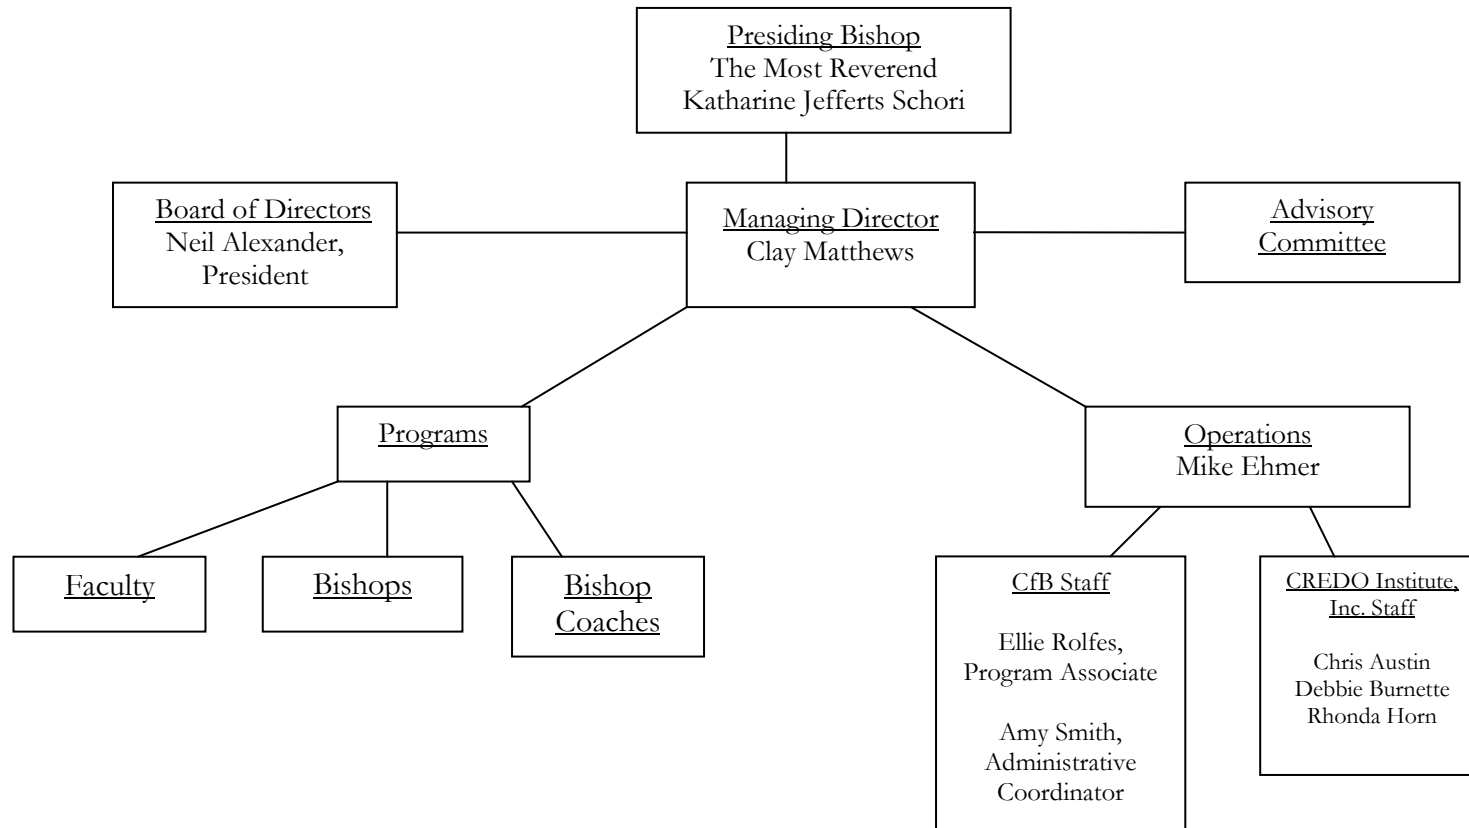 Presiding Bishop
The Most Reverend
Katharine Jefferts Schori
Board of Directors
Neil Alexander,
President
Managing Director
Clay Matthews
Advisory
Committee
Programs
Operations
Mike Ehmer
Faculty
Bishops
Bishop
Coaches
CfB Staff
Ellie Rolfes,
Program Associate
Amy Smith,
Administrative
Coordinator
CREDO Institute,
Inc. Staff
Chris Austin
Debbie Burnette
Rhonda Horn